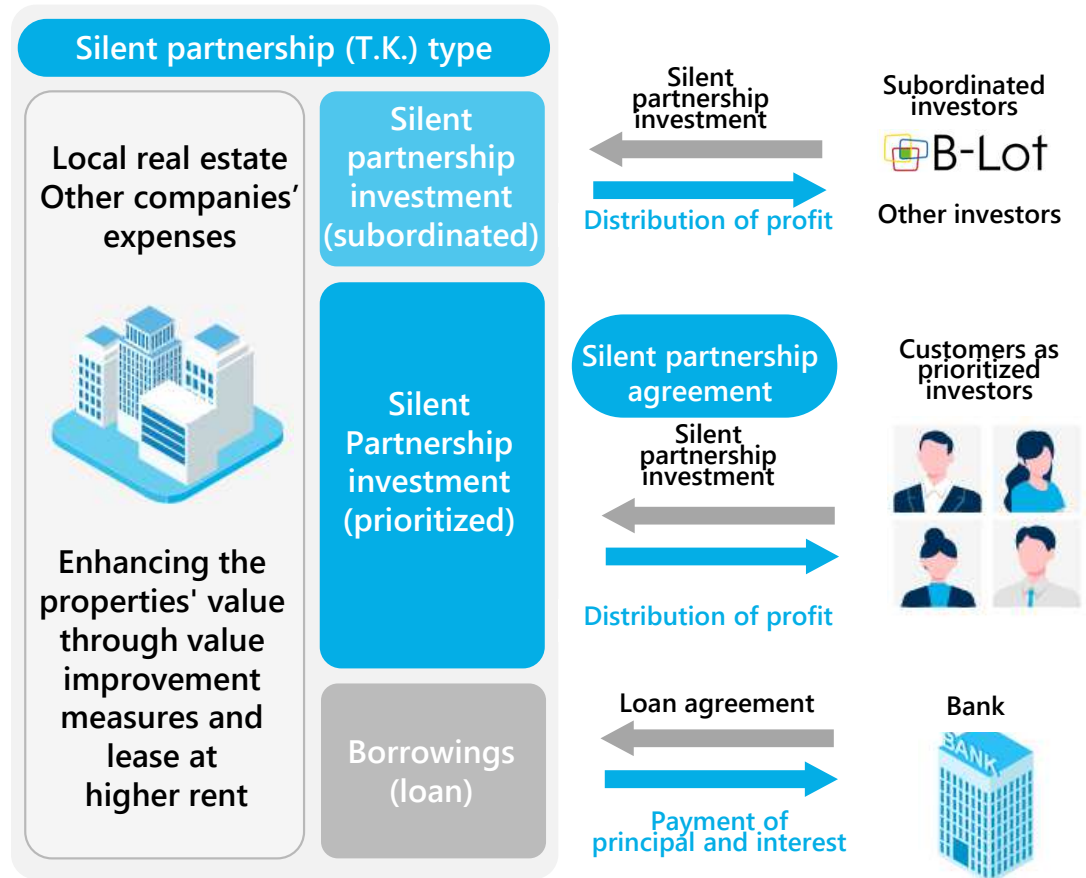 Silent partnership (T.K.) type
Local real estate
Other companies’
expenses
Enhancing the
properties' value
through value
improvement
measures and
lease at
higher rent
Silent
partnership
investment
(subordinated)
Silent
Partnership
investment
(prioritized)
Borrowings
(loan)
Silent
partnership
investment
Distribution of profit
Subordinated
investors
B-Lot
Other investors
Silent partnership
agreement
Silent
partnership
investment
Distribution of profit
Customers as
prioritized
investors
Loan agreement
Payment of
principal and interest
Bank
BANK